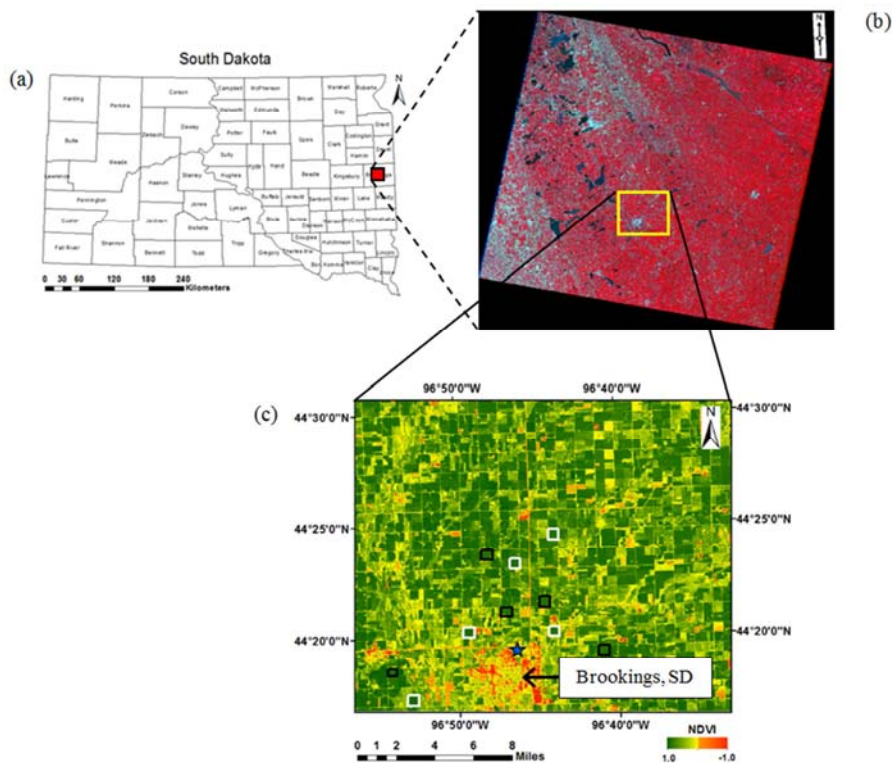 (a)
South Dakota
N
Harding
Perkins
Corson
Campbell
McPherson
Brown
Marshall
Roberts
Walworth
Edmunds
Day
Butte
Ziebach
Dewey
Potter
Faulk
Spink
Clark
Codington
Grant
Meade
Sully
Hyde
Hand
Hamlin
Deuel
Lawrence
Haakon
Stanley
Hughes
Beadle
Kingsbury
Pennington
Jones
Lyman
Buffalo
Jerauld
Sanborn
Miner
Lake
Custer
Jackson
Mellette
Brule
Davison
McCook
Minnehaha
Fall River
Shannon
Bennett
Todd
Tripp
Gregory
Douglas
Hutchinson
Turner
Charles Mix
Clay
0 30 60 120 180 240
Kilometers
(b)
N
(c)
96°50'0"W
96°40'0"W
44°30'0"N
44°30'0"N
N
44°25'0"N
44°25'0"N
44°20'0"N
44°20'0"N
Brookings, SD
96°50'0"W
96°40'0"W
0 1 2 4 6 8
Miles
NDVI
1.0
-1.0